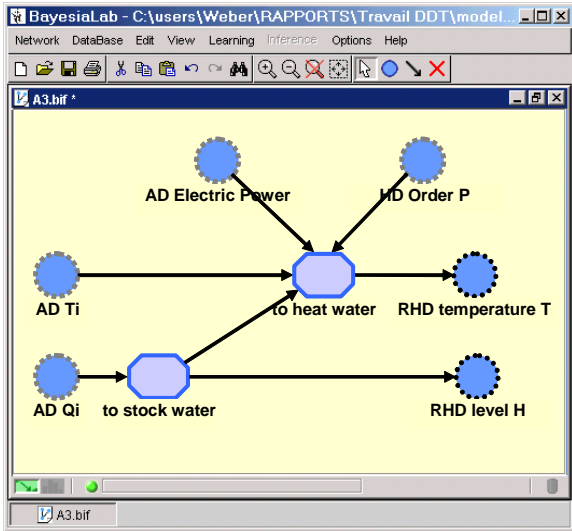 BayesiaLab - C:\users\Weber\RAPPORTS\Travail DDT\model...
Network DataBase Edit View Learning Inference Options Help
A3.bif *
AD Electric Power
HD Order P
AD Ti
to heat water
RHD temperature T
AD Qi
to stock water
RHD level H
A3.bif